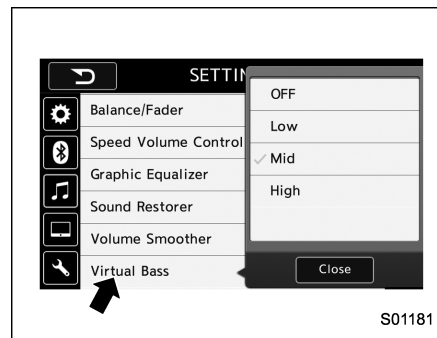 SETTIN
Balance/Fader
Speed Volume Control
Graphic Equalizer
Sound Restorer
Volume Smoother
Virtual Bass
OFF
Low
Mid
High
Close
S01181